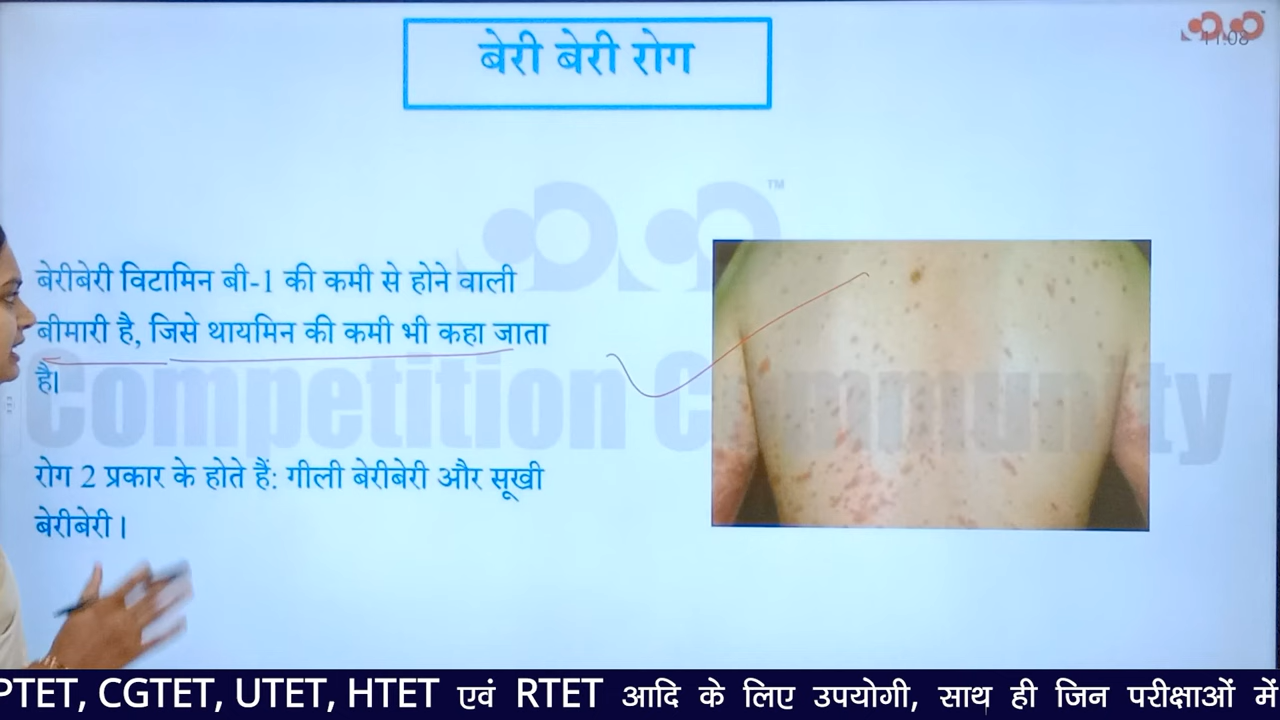 बेरी बेरी रोग
11:08
TM
बेरीबेरी विटामिन बी-1 की कमी से होने वाली
बीमारी है, जिसे थायमिन की कमी भी कहा जाता
है।
Competition Community
रोग 2 प्रकार के होते हैं: गीली बेरीबेरी और सूखी
बेरीबेरी।
PTET, CGTET, UTET, HTET एवं RTET आदि के लिए उपयोगी, साथ ही जिन परीक्षाओं में